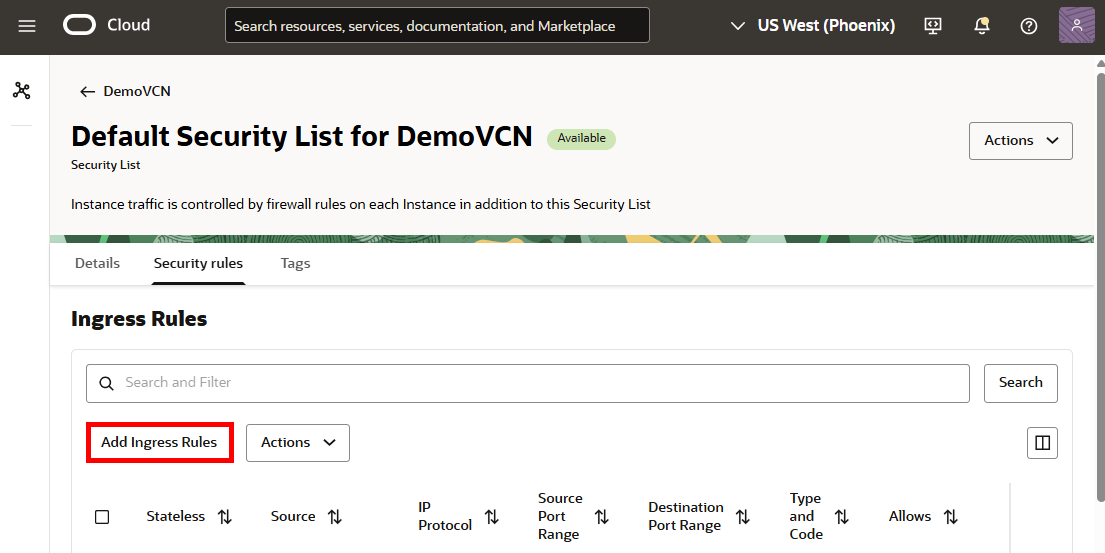 Cloud
Search resources, services, documentation, and Marketplace
US West (Phoenix)
DemoVCN
Default Security List for DemoVCN
Available
Actions
Security List
Instance traffic is controlled by firewall rules on each Instance in addition to this Security List
Details
Security rules
Tags
Ingress Rules
Search and Filter
Search
Add Ingress Rules
Actions
Stateless
Source
IP
Protocol
Source
Port
Range
Destination
Port Range
Type
and
Code
Allows